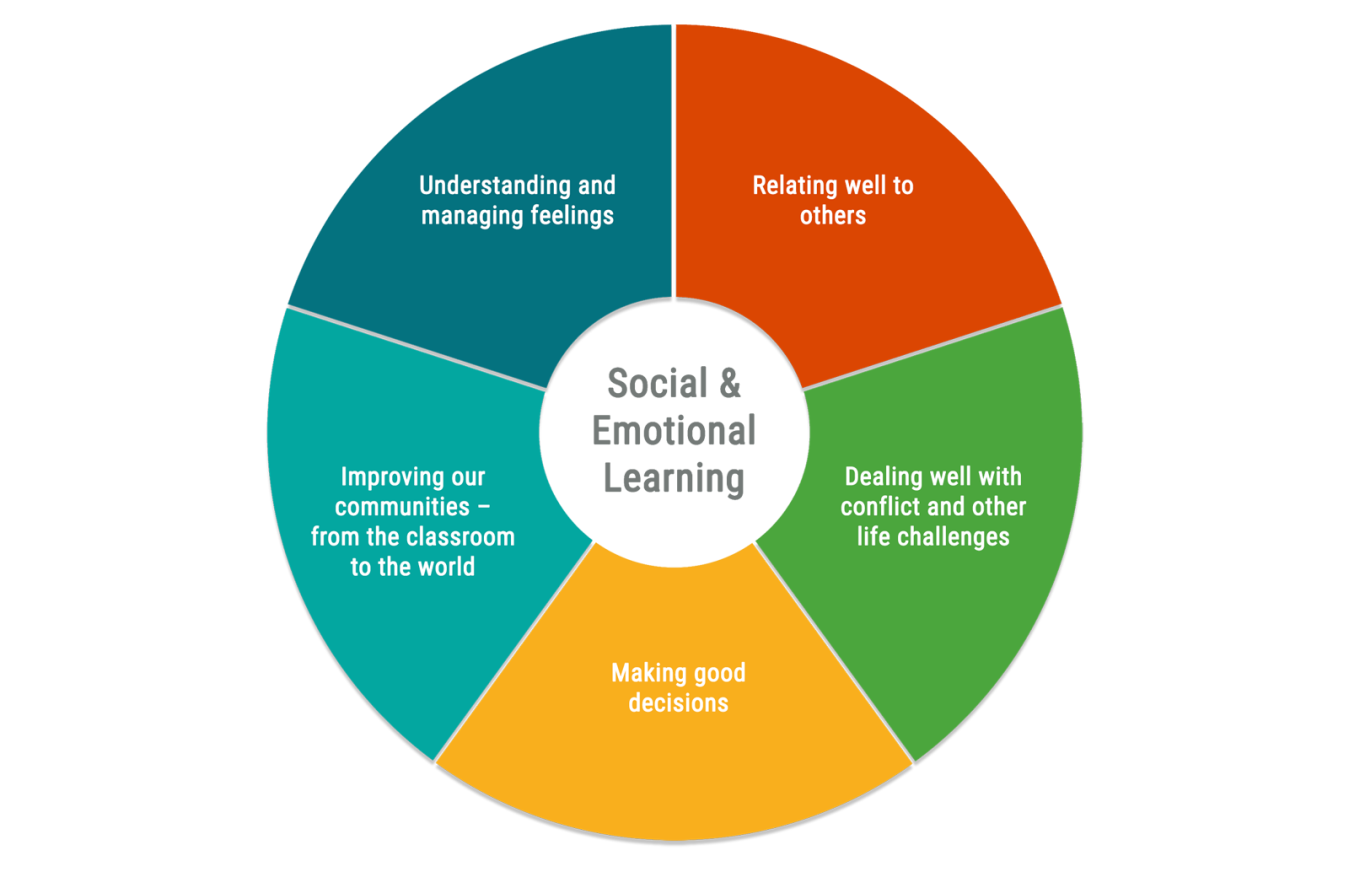 Understanding and
managing feelings
Relating well to
others
Social &
Emotional
Learning
Improving our
communities –
from the classroom
to the world
Dealing well with
conflict and other
life challenges
Making good
decisions